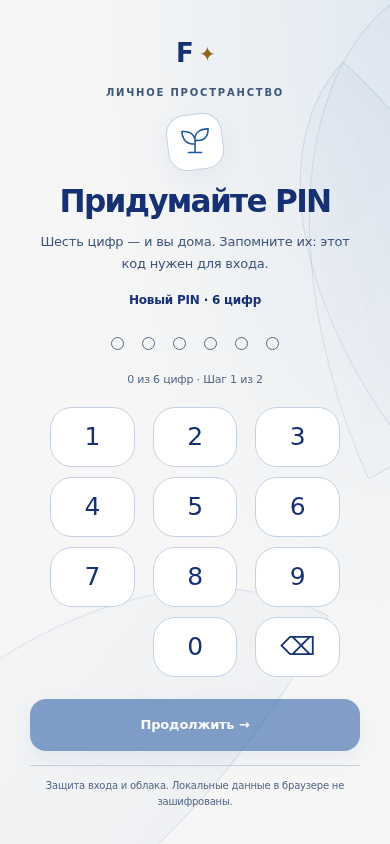 F ✦
ЛИЧНОЕ ПРОСТРАНСТВО
Придумайте PIN
Шесть цифр — и вы дома. Запомните их: этот
код нужен для входа.
Новый PIN · 6 цифр
0 из 6 цифр · Шаг 1 из 2
1 2 3
4 5 6
7 8 9
0 ⌫
Продолжить →
Защита входа и облака. Локальные данные в браузере не
зашифрованы.